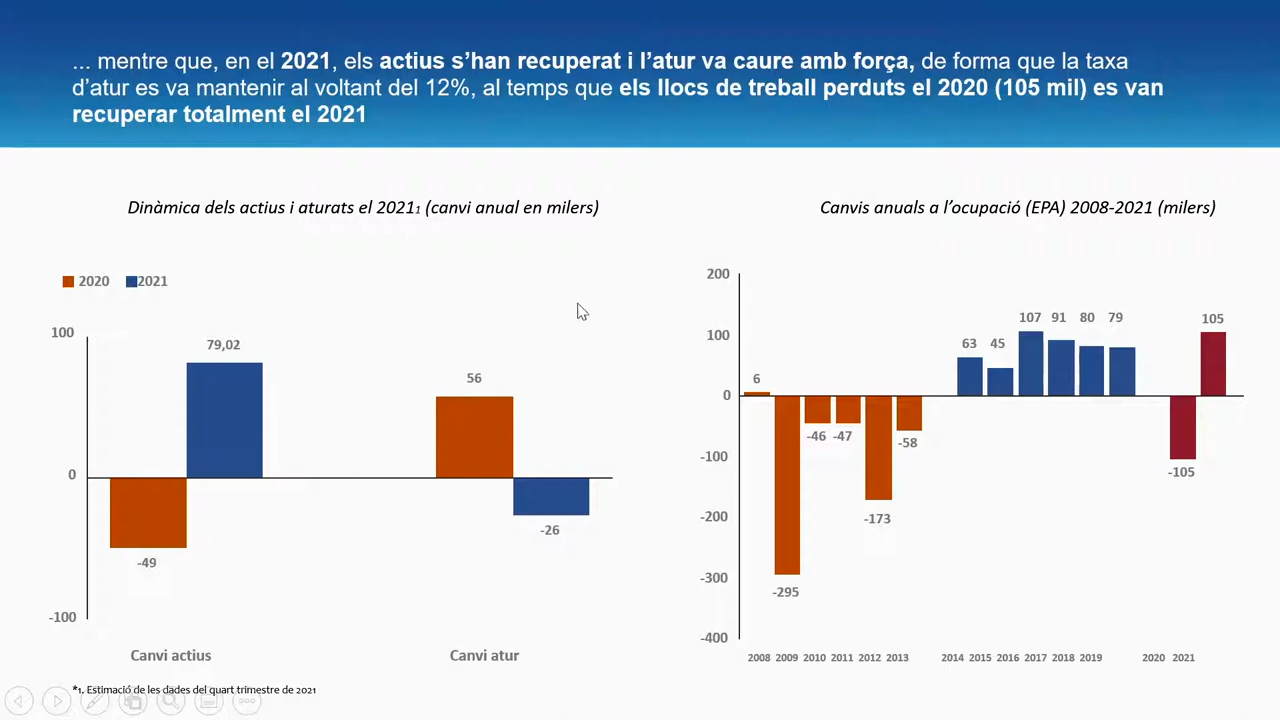 ... mentre que, en el 2021, els actius s’han recuperat i l’atur va caure amb força, de forma que la taxa
d’atur es va mantenir al voltant del 12%, al temps que els llocs de treball perduts el 2020 (105 mil) es van
recuperar totalment el 2021
Dinàmica dels actius i aturats el 2021₁ (canvi anual en milers)
2020 2021
100
79,02
56
0
-26
-49
-100
Canvi actius Canvi atur
*1. Estimació de les dades del quart trimestre de 2021
Canvis anuals a l’ocupació (EPA) 2008-2021 (milers)
200
107 91 80 79 105
100
63 45
6
0
-46 -47 -58
-100
-105
-200
-173
-300
-295
-400
2008 2009 2010 2011 2012 2013 2014 2015 2016 2017 2018 2019 2020 2021